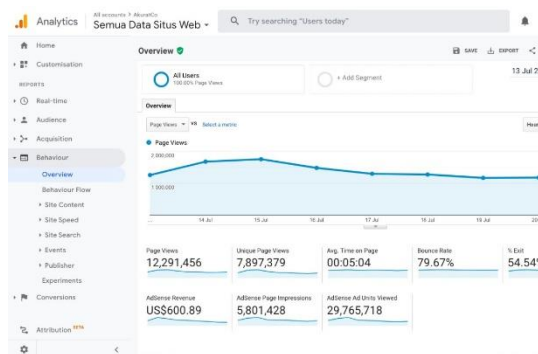 Analytics
All accounts > AkuratCo
Semua Data Situs Web
Try searching "Users today"
Home
Customisation
REPORTS
Real-time
Audience
Acquisition
Behaviour
Overview
Behaviour Flow
Site Content
Site Speed
Site Search
Events
Publisher
Experiments
Conversions
Attribution BETA
Overview
SAVE
EXPORT
All Users
100.00% Page Views
+ Add Segment
13 Jul 2
Overview
Page Views
VS
Select a metric
Hour
Page Views
2,000,000
1,000,000
...
14 Jul
15 Jul
16 Jul
17 Jul
18 Jul
19 Jul
20
Page Views
12,291,456
Unique Page Views
7,897,379
Avg. Time on Page
00:05:04
Bounce Rate
79.67%
% Exit
54.54%
AdSense Revenue
US$600.89
AdSense Page Impressions
5,801,428
AdSense Ad Units Viewed
29,765,718